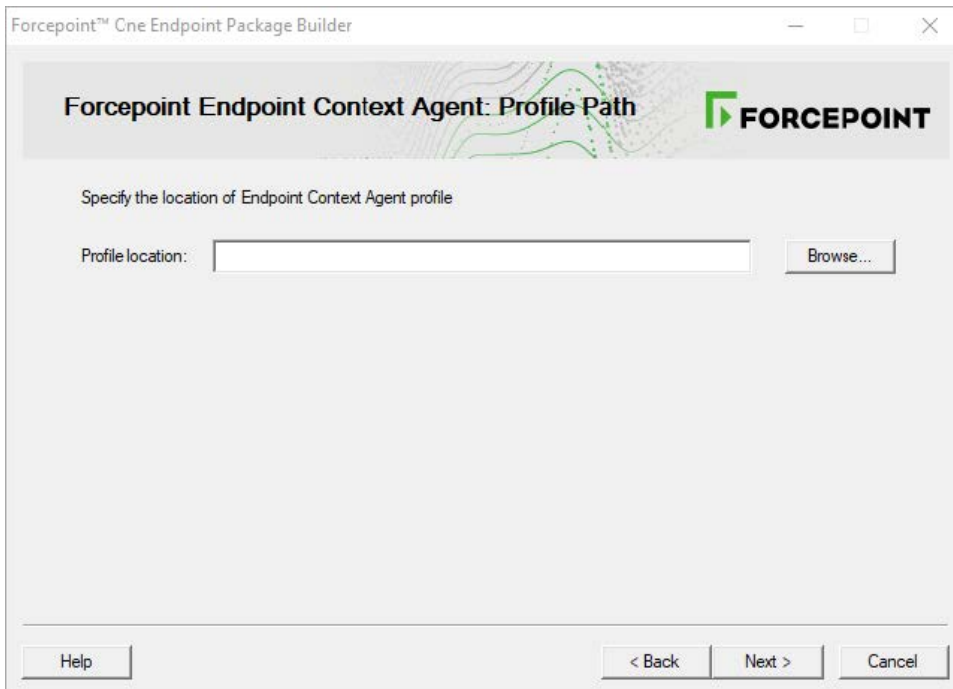 Forcepoint™ Cne Endpoint Package Builder
Forcepoint Endpoint Context Agent: Profile Path
FORCEPOINT
Specify the location of Endpoint Context Agent profile
Profile location:
Browse...
Help
< Back
Next >
Cancel